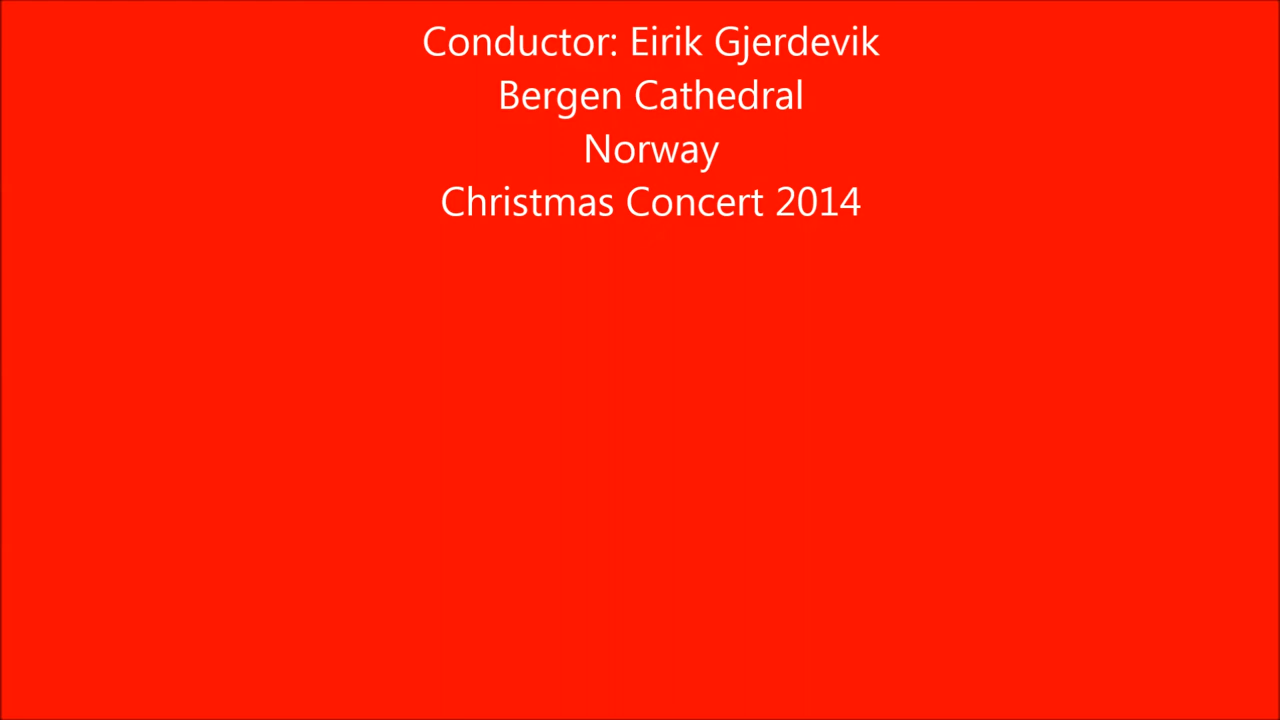 Conductor: Eirik Gjerdevik
Bergen Cathedral
Norway
Christmas Concert 2014